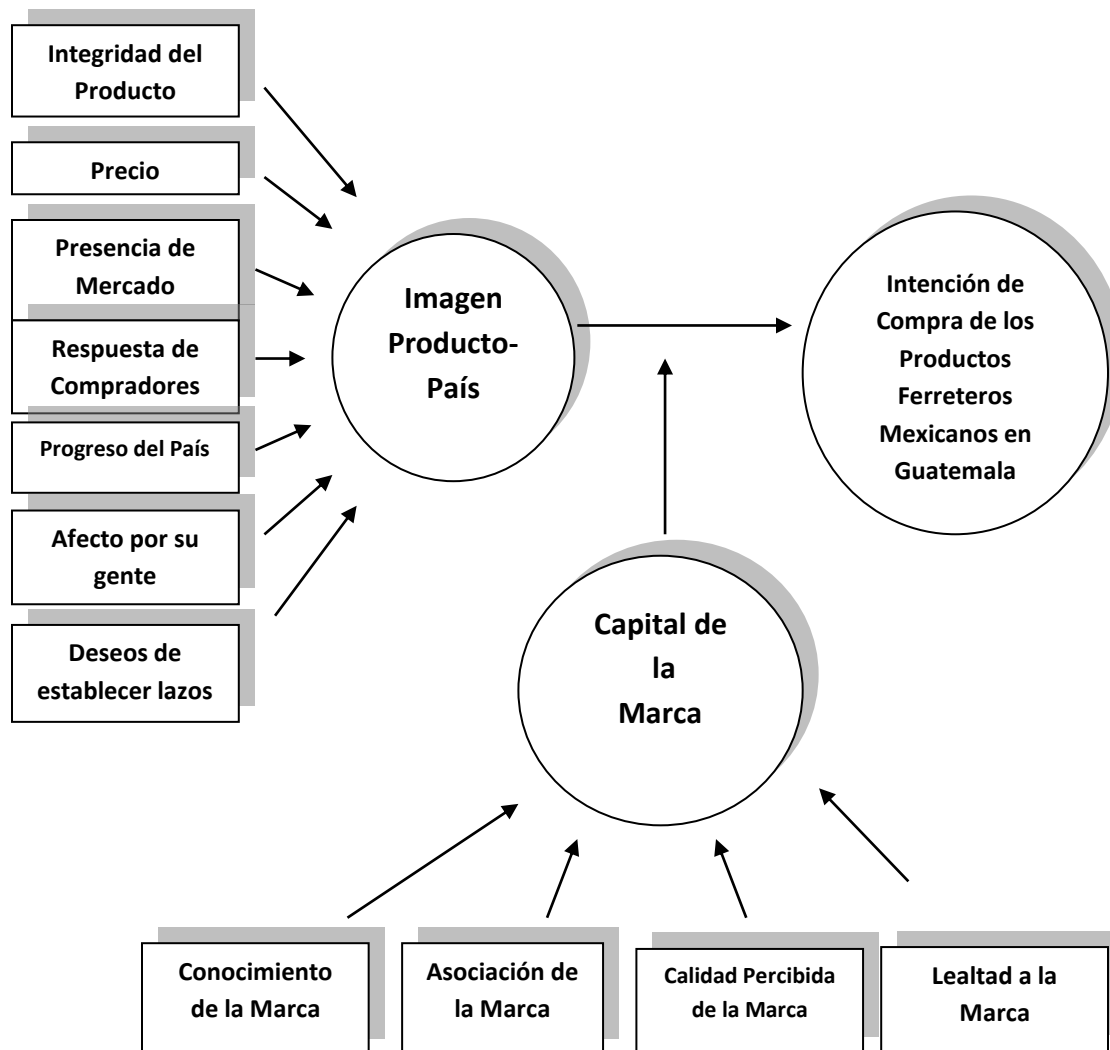 Integridad del
Producto
Precio
Presencia de
Mercado
Respuesta de
Compradores
Progreso del País
Afecto por su
gente
Deseos de
establecer lazos
Imagen
Producto-
País
Intención de
Compra de los
Productos
Ferreteros
Mexicanos en
Guatemala
Capital de
la
Marca
Conocimiento
de la Marca
Asociación de
la Marca
Calidad Percibida
de la Marca
Lealtad a la
Marca